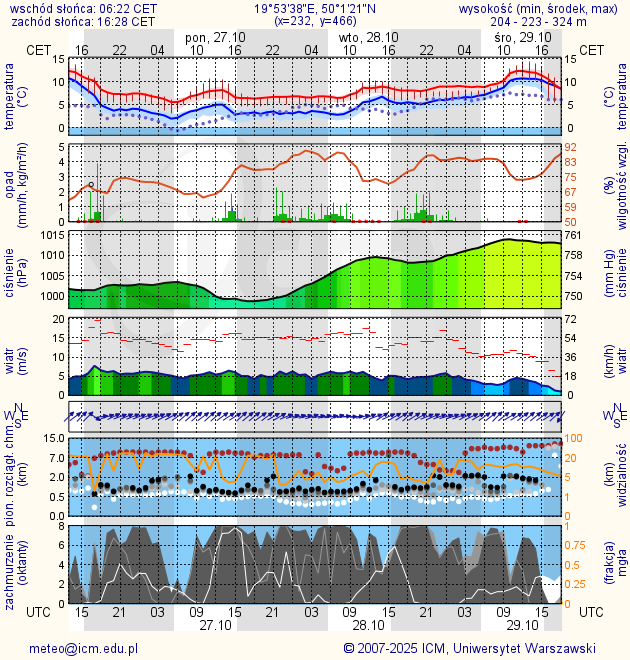 wschód słońca: 06:22 CET 19°53'38"E, 50°1'21"N wysokość (min, środek, max)
zachód słońca: 16:28 CET (x=232, y=466) 204 - 223 - 324 m
pon, 27.10 wto, 28.10 śro, 29.10
CET 16 22 04 10 16 22 04 10 16 22 04 10 16 CET
temperatura (°C)
15 10 5 0
15 10 5 0
temperatura (°C)
opad (mm/h, kg/m²/h)
5 4 3 2 1 0
92 83 75 67 59 50
(%) wilgotność wzgl.
ciśnienie (hPa)
1015 1010 1005 1000
761 758 754 750
(mm Hg) ciśnienie
wiatr (m/s)
20 15 10 5 0
72 54 36 18 0
(km/h) wiatr
N W E S
N W E S
pion. rozciągł. chm. (km)
15.0 7.0 2.0 0.5 0.0
100 20 5 1 0
(km) widzialność
zachmurzenie (oktanty)
8 6 4 2 0
1 0.75 0.5 0.25 0
(frakcja) mgła
UTC 15 21 03 09 15 21 03 09 15 21 03 09 15 UTC
27.10 28.10 29.10
meteo@icm.edu.pl © 2007-2025 ICM, Uniwersytet Warszawski